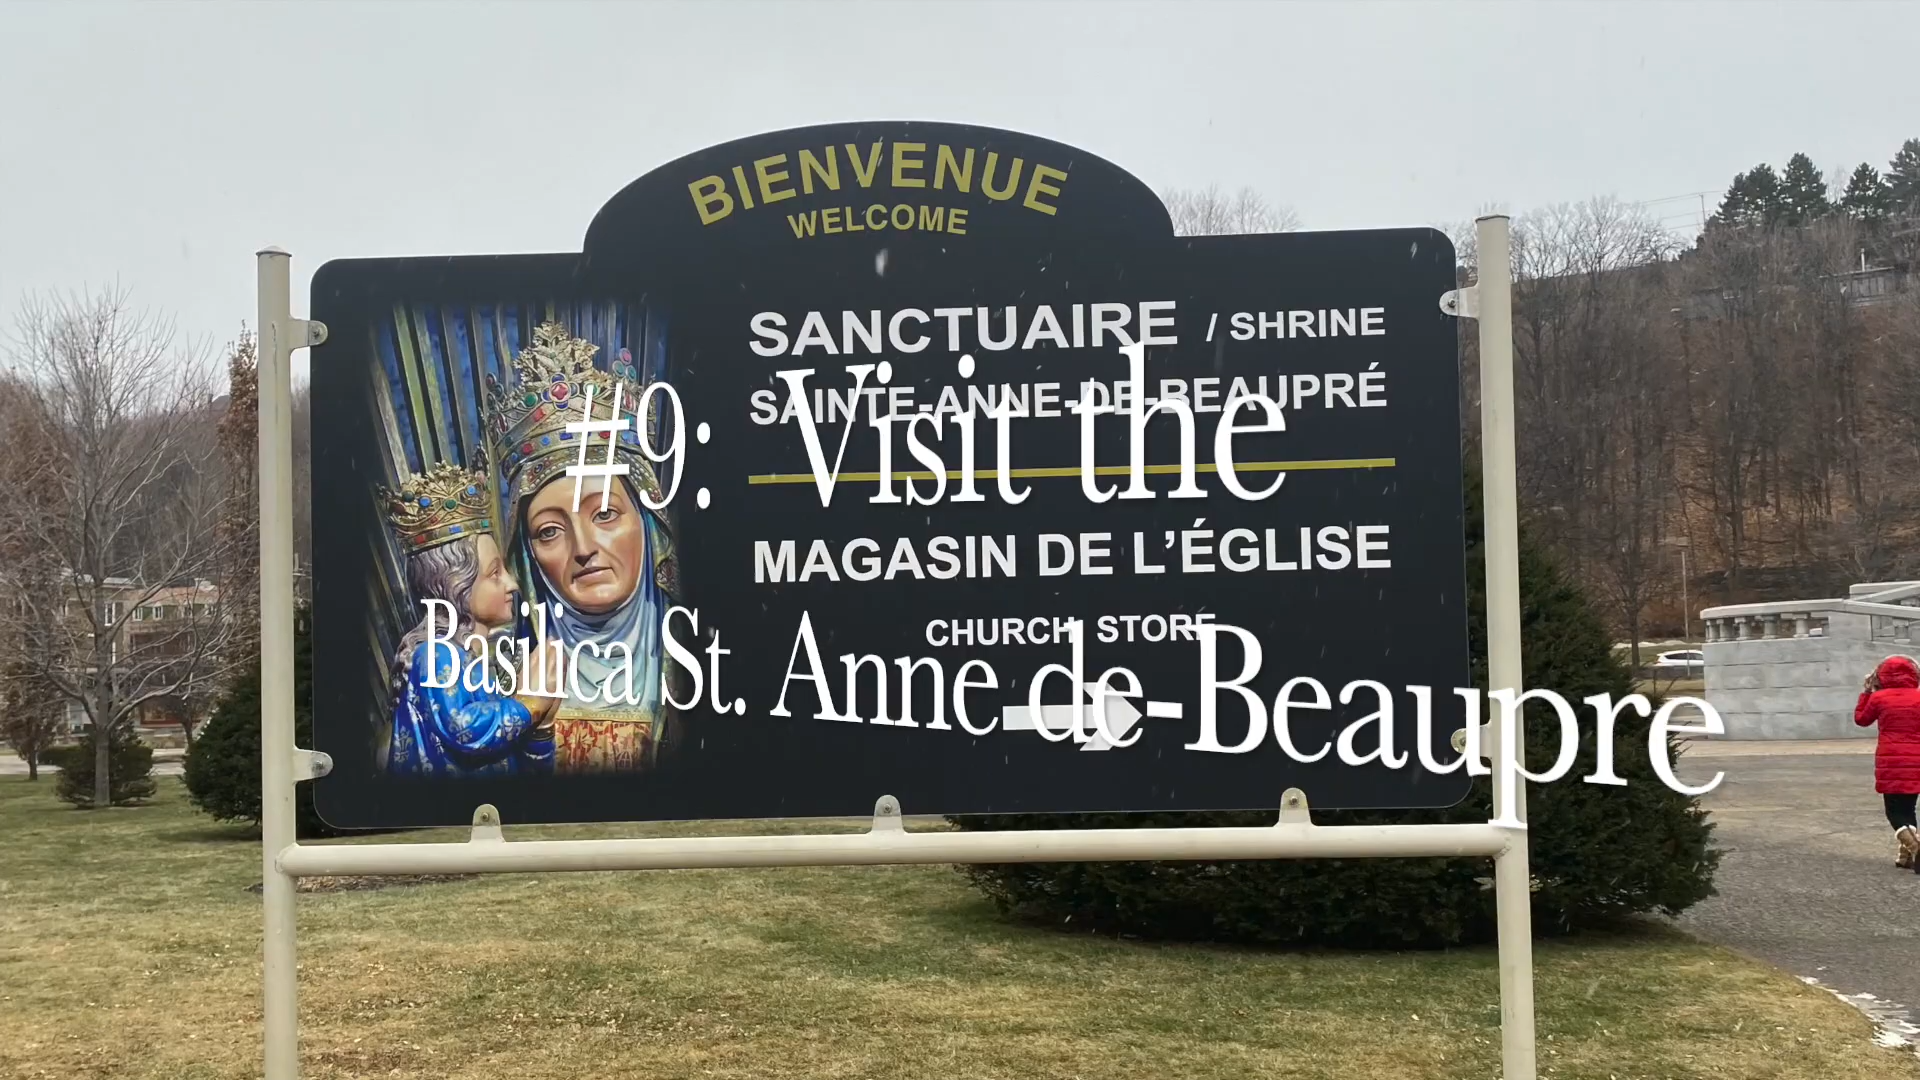 BIENVENUE
WELCOME
SANCTUAIRE / SHRINE
SAINTE-ANNE-DE-BEAUPRÉ
#9: Visit the
MAGASIN DE L'ÉGLISE
CHURCH STORE
Basilica St. Anne de-Beaupre